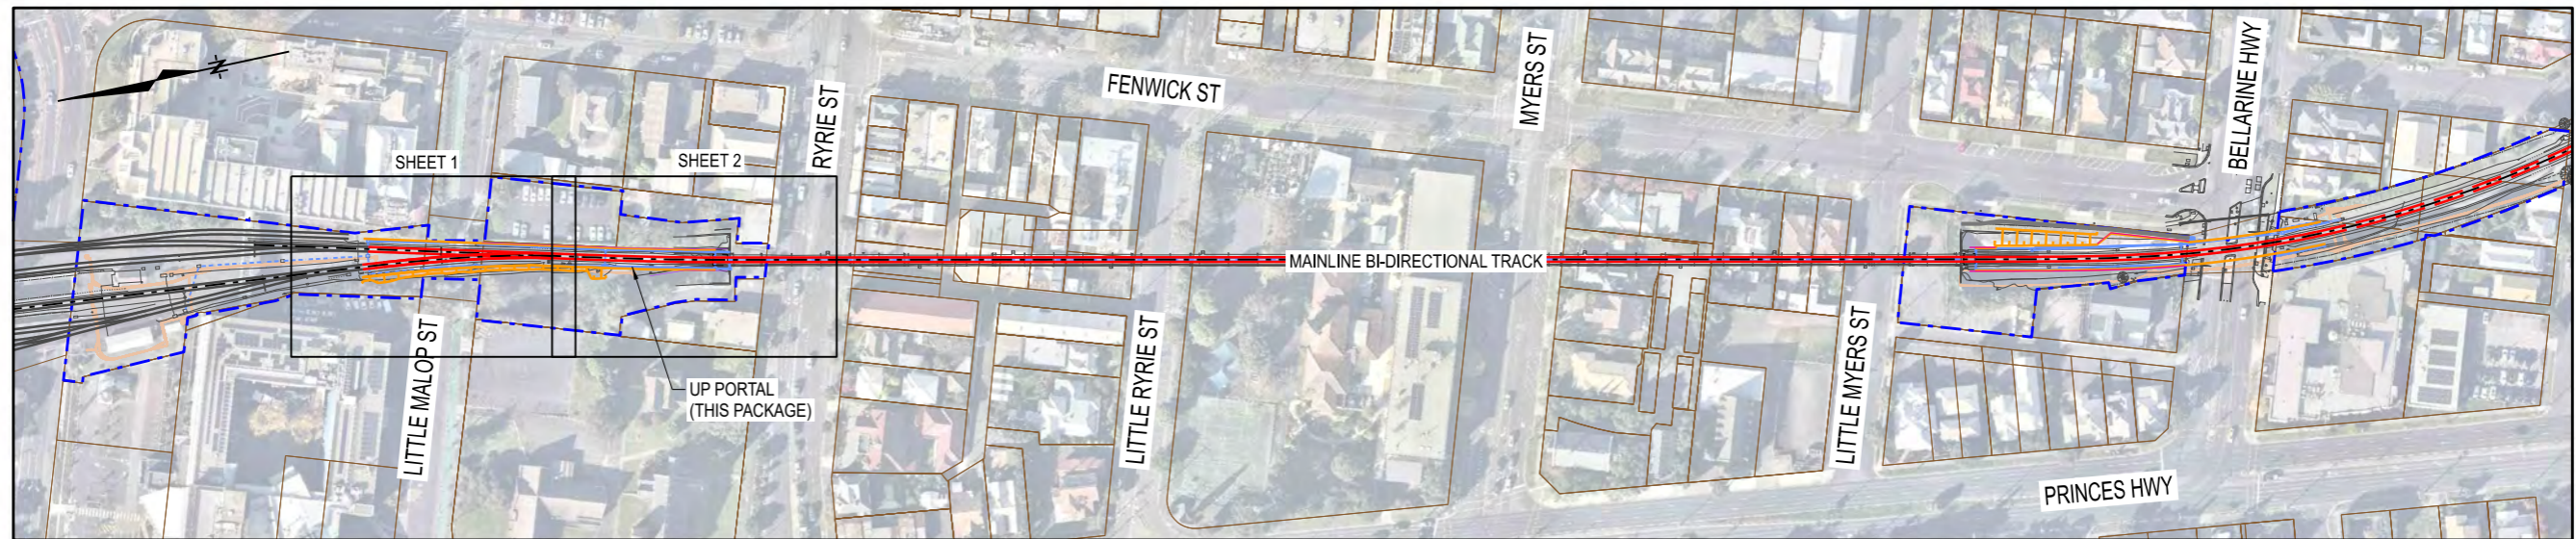 N
SHEET 1
SHEET 2
RYRIE ST
FENWICK ST
MYERS ST
BELLARINE HWY
MAINLINE BI-DIRECTIONAL TRACK
LITTLE MALOP ST
UP PORTAL
(THIS PACKAGE)
LITTLE RYRIE ST
LITTLE MYERS ST
PRINCES HWY